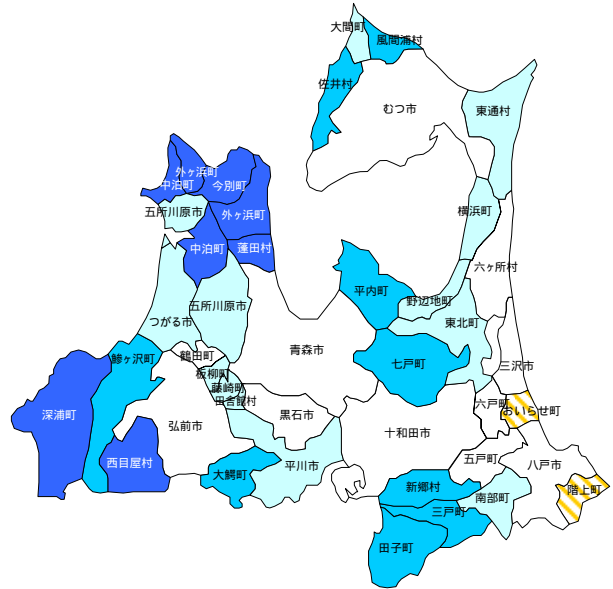 大間町
風間浦村
佐井村
むつ市
東通村
外ヶ浜町
中泊町
今別町
五所川原市
外ヶ浜町
横浜町
中泊町
蓬田村
六ヶ所村
平内町
野辺地町
五所川原市
つがる市
東北町
青森市
鶴田町
鰺ヶ沢町
七戸町
三沢市
板柳町
藤崎町
田舎館村
六戸町
おいらせ町
深浦町
黒石市
弘前市
十和田市
五戸町
西目屋村
平川市
八戸市
大鰐町
新郷村
階上町
南部町
三戸町
田子町